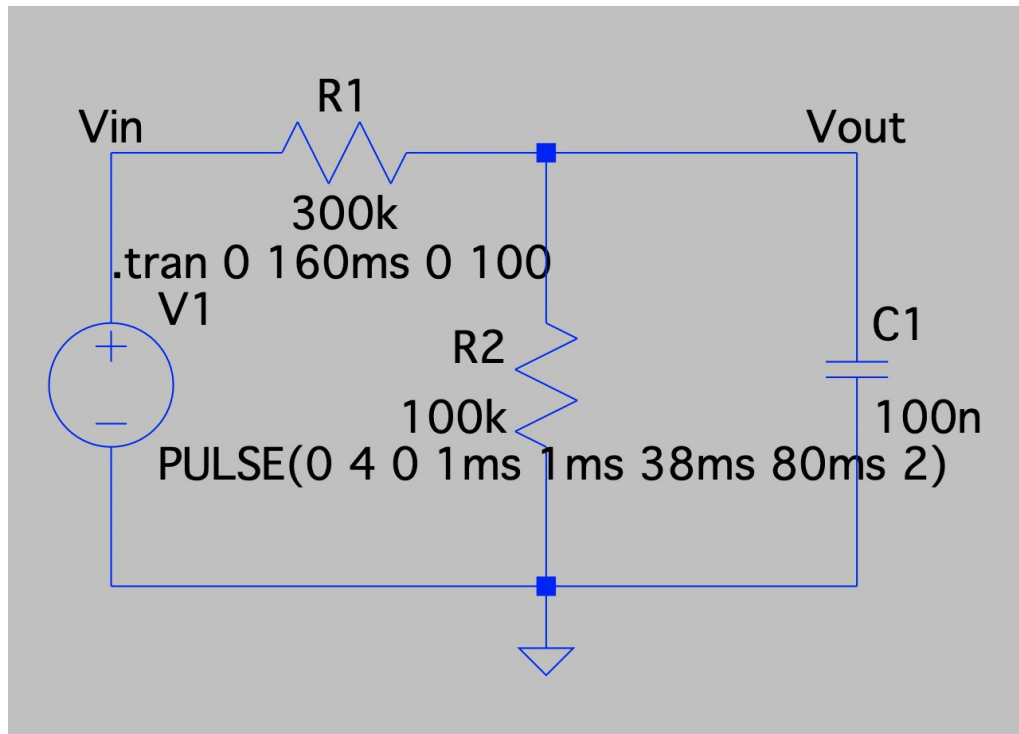 R1
Vin
Vout
300k
.tran 0 160ms 0 100
V1
C1
R2
100k
100n
PULSE(0 4 0 1ms 1ms 38ms 80ms 2)